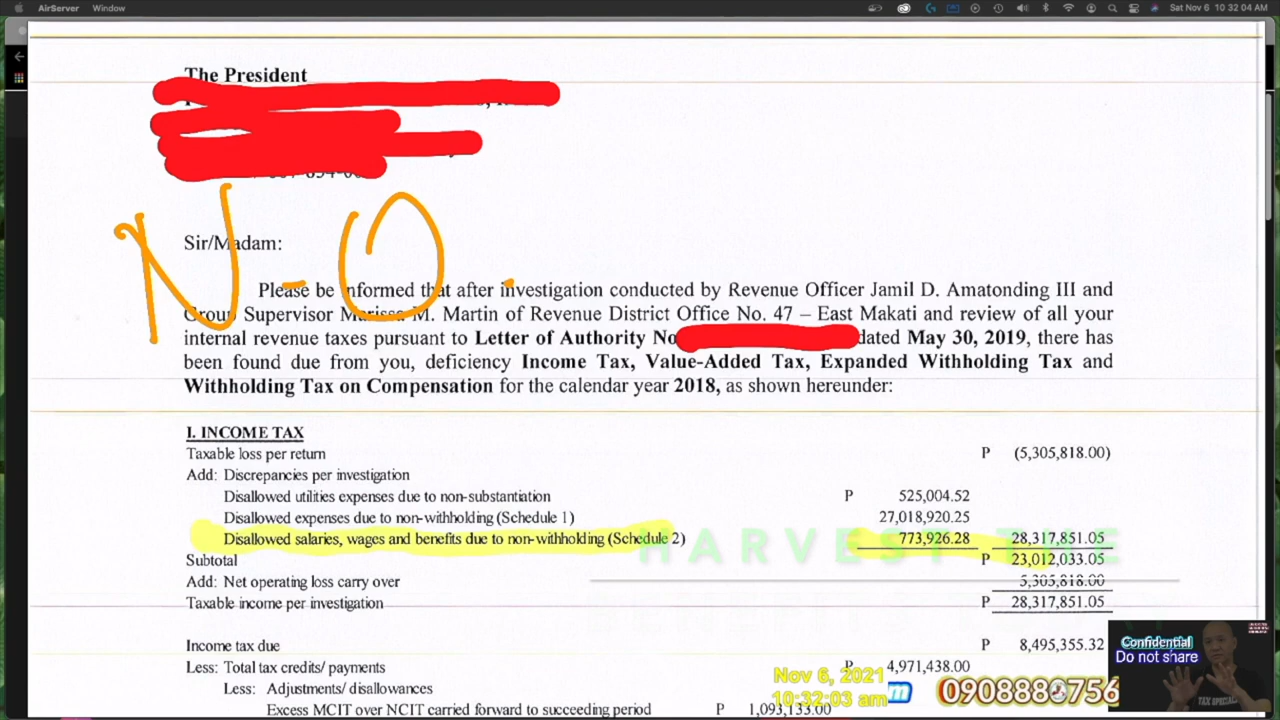 AirServer Window Sat Nov 6 10:32:04 AM
The President
N-O.
Sir/Madam:
Please be informed that after investigation conducted by Revenue Officer Jamil D. Amatonding III and
Group Supervisor Marissa M. Martin of Revenue District Office No. 47 – East Makati and review of all your
internal revenue taxes pursuant to Letter of Authority No dated May 30, 2019, there has
been found due from you, deficiency Income Tax, Value-Added Tax, Expanded Withholding Tax and
Withholding Tax on Compensation for the calendar year 2018, as shown hereunder:
I. INCOME TAX
Taxable loss per return P (5,305,818.00)
Add: Discrepancies per investigation
Disallowed utilities expenses due to non-substantiation P 525,004.52
Disallowed expenses due to non-withholding (Schedule 1) 27,018,920.25
Disallowed salaries, wages and benefits due to non-withholding (Schedule 2) 773,926.28 28,317,851.05
HARVEST THE
Subtotal P 23,012,033.05
Add: Net operating loss carry over 5,305,818.00
Taxable income per investigation P 28,317,851.05
Income tax due P 8,495,355.32
Less: Total tax credits/ payments P 4,971,438.00
Less: Adjustments/ disallowances
Excess MCIT over NCIT carried forward to succeeding period P 1,093,133.00
Confidential
Do not share
Nov 6, 2021
10:32:03 am
m 0908880756